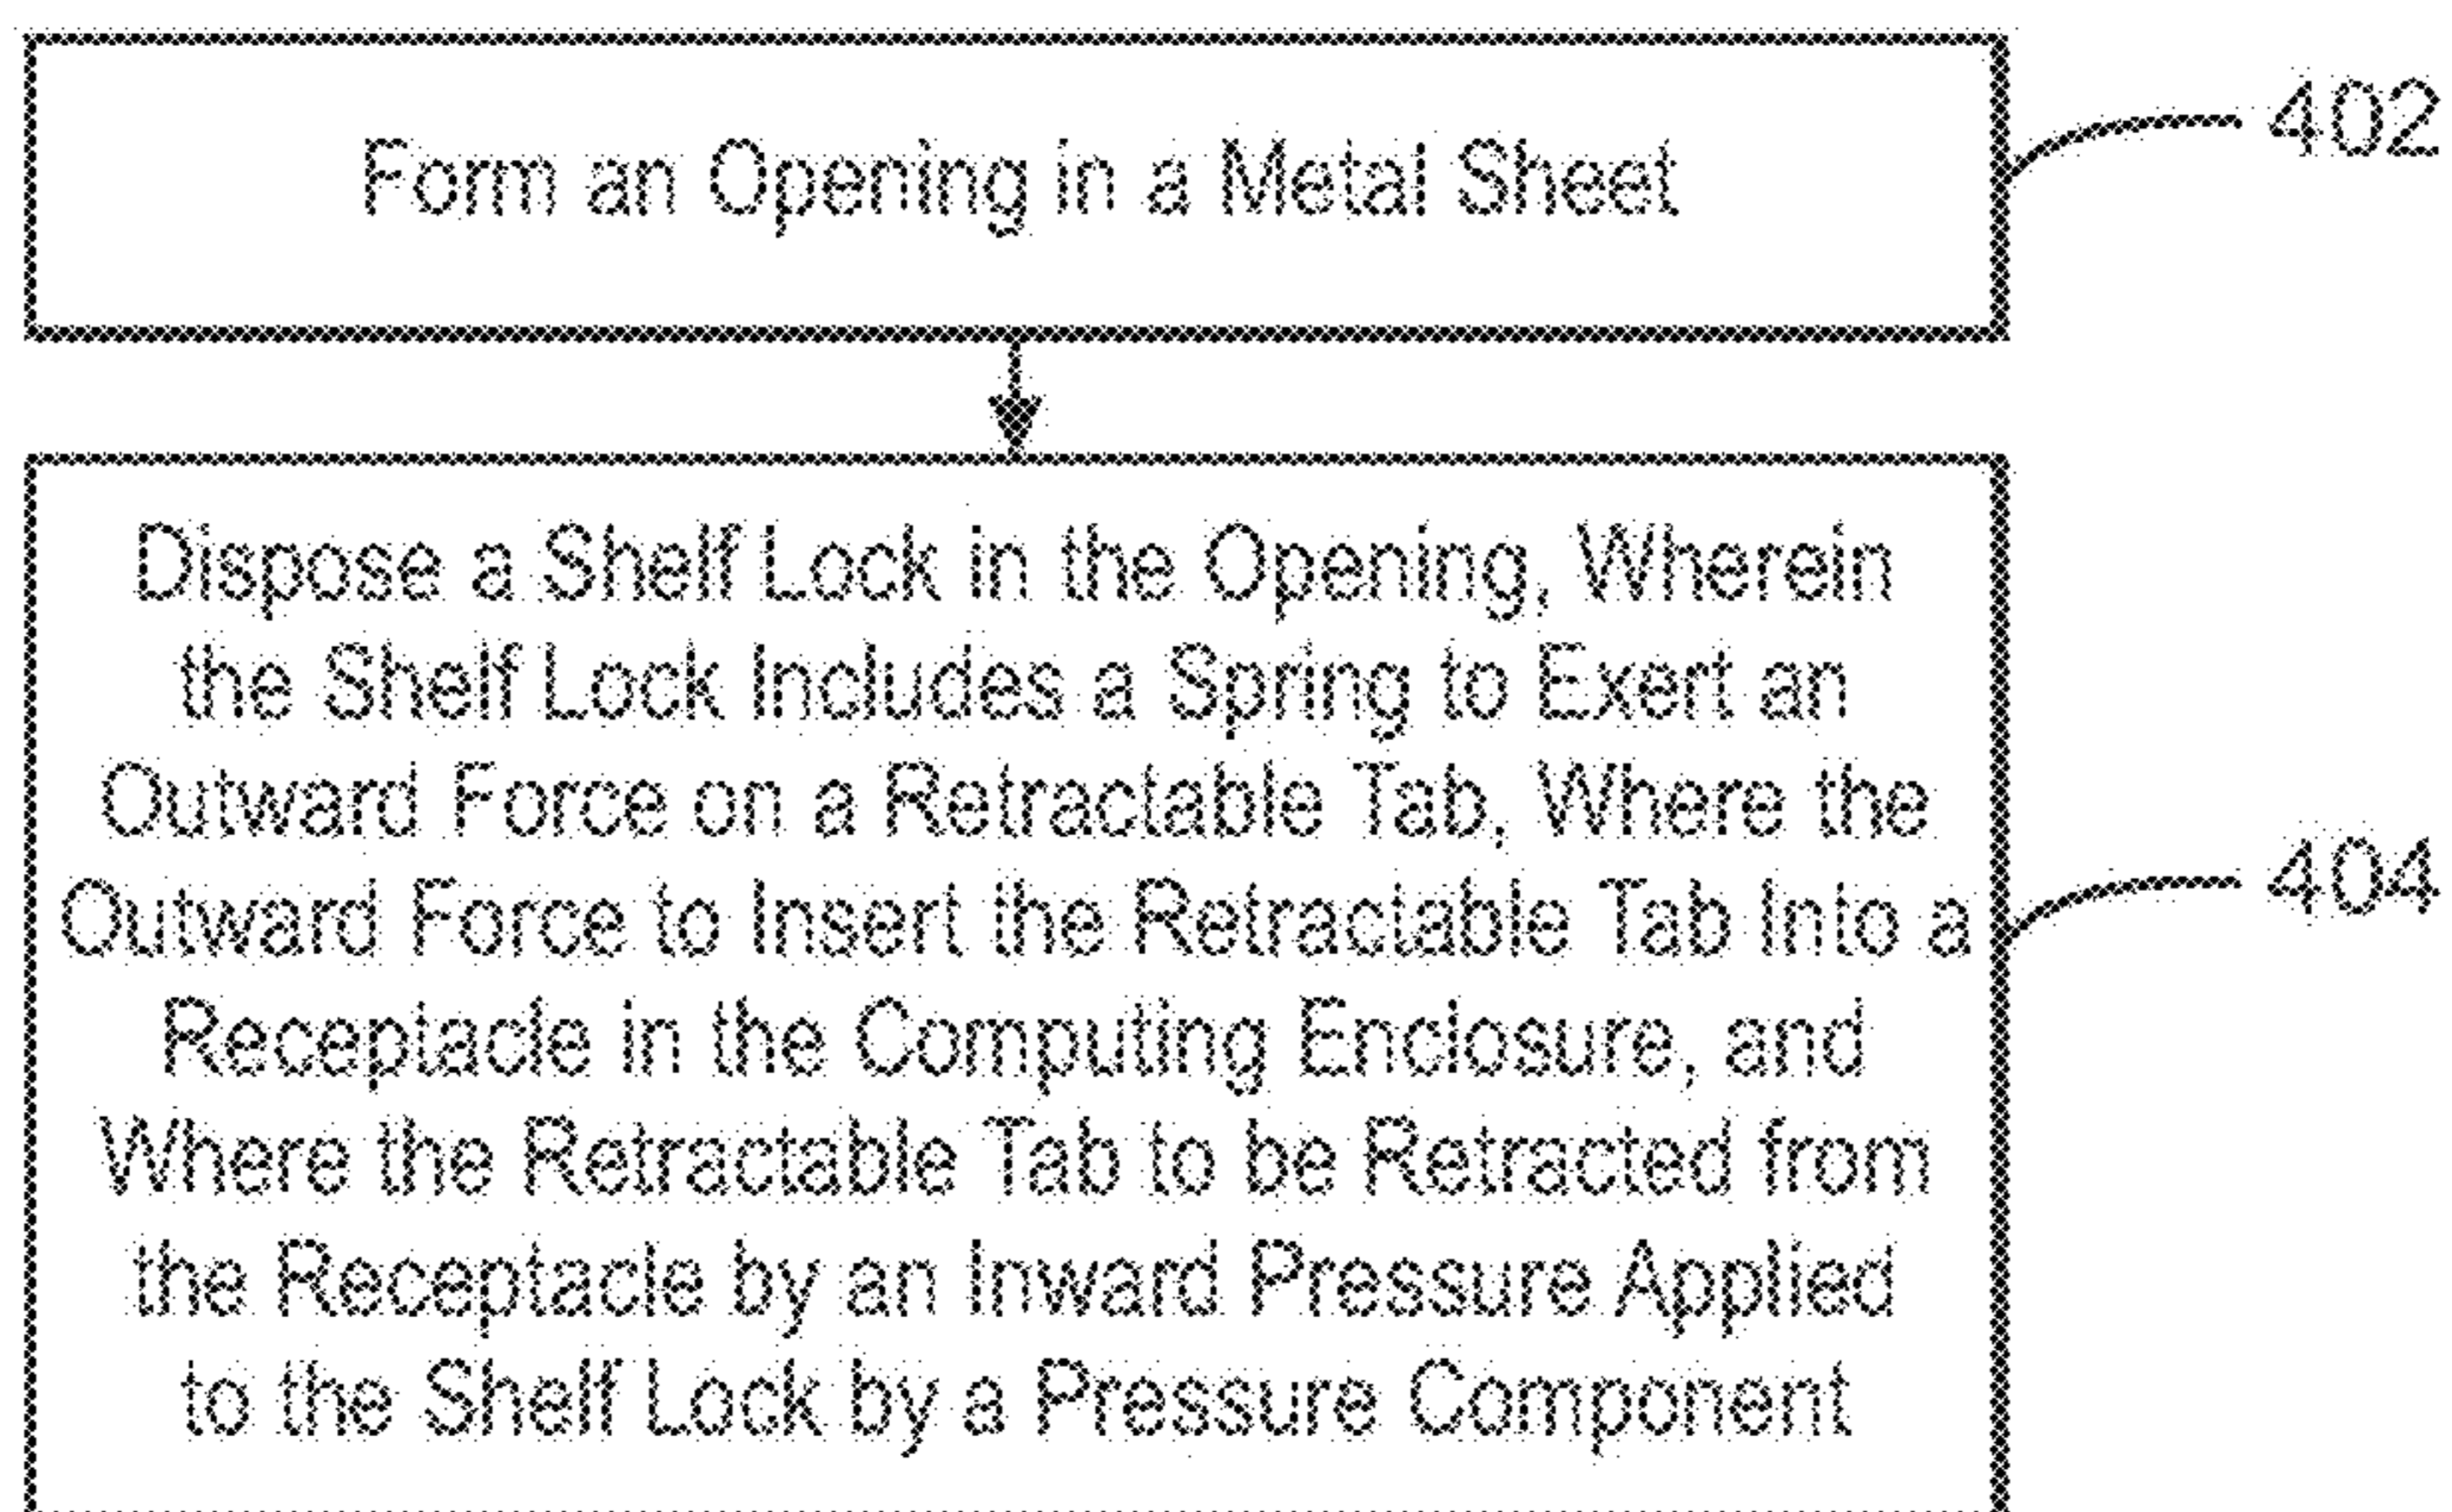 Form an Opening in a Metal Sheet
402
Dispose a Shelf Lock in the Opening, Wherein
the Shelf Lock Includes a Spring to Exert an
Outward Force on a Retractable Tab, Where the
Outward Force to Insert the Retractable Tab Into a
Receptacle in the Computing Enclosure, and
Where the Retractable Tab to be Retracted from
the Receptacle by an Inward Pressure Applied
to the Shelf Lock by a Pressure Component
404